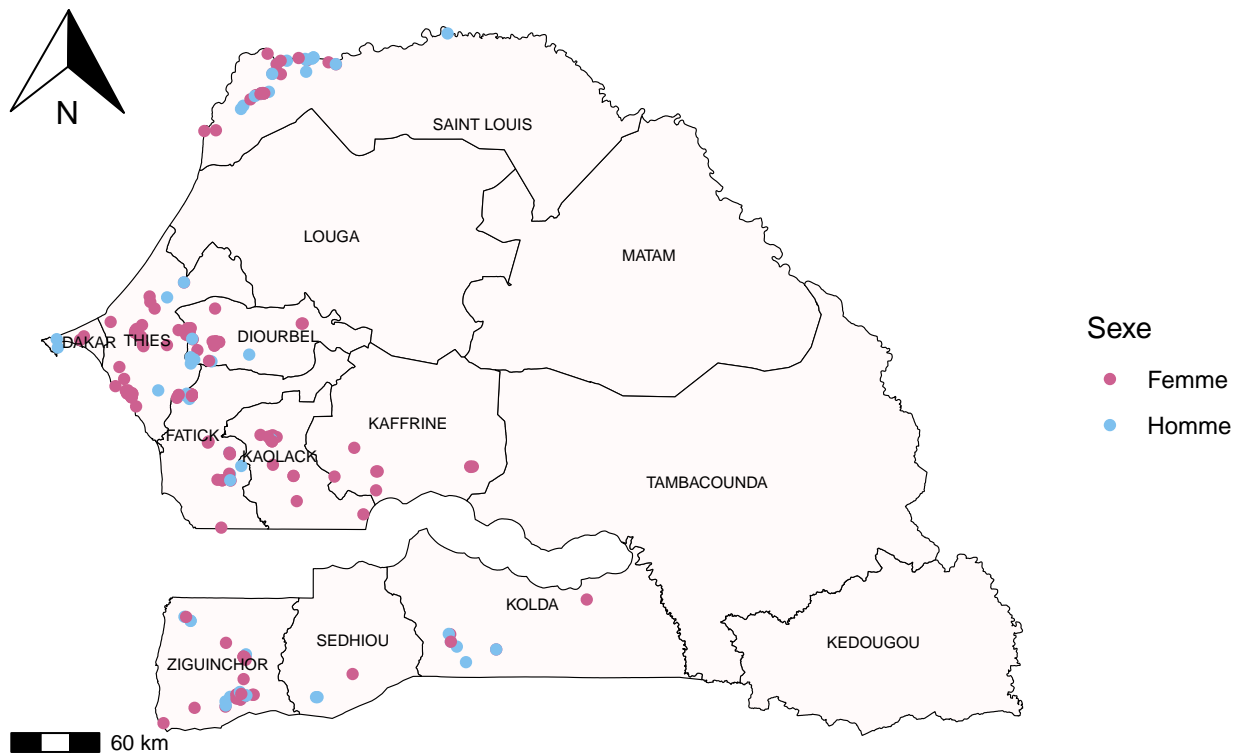 N
SAINT LOUIS
LOUGA
MATAM
DAKAR
THIES
DIOURBEL
FATICK
KAOLACK
KAFFRINE
TAMBACOUNDA
KOLDA
SEDHIOU
ZIGUINCHOR
KEDOUGOU
Sexe
Femme
Homme
60 km